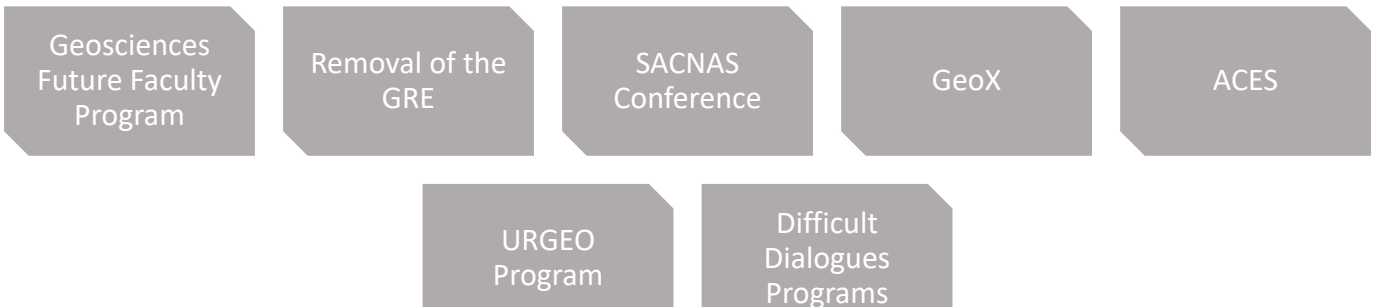 Geosciences
Future Faculty
Program
Removal of the
GRE
SACNAS
Conference
GeoX
ACES
URGEO
Program
Difficult
Dialogues
Programs